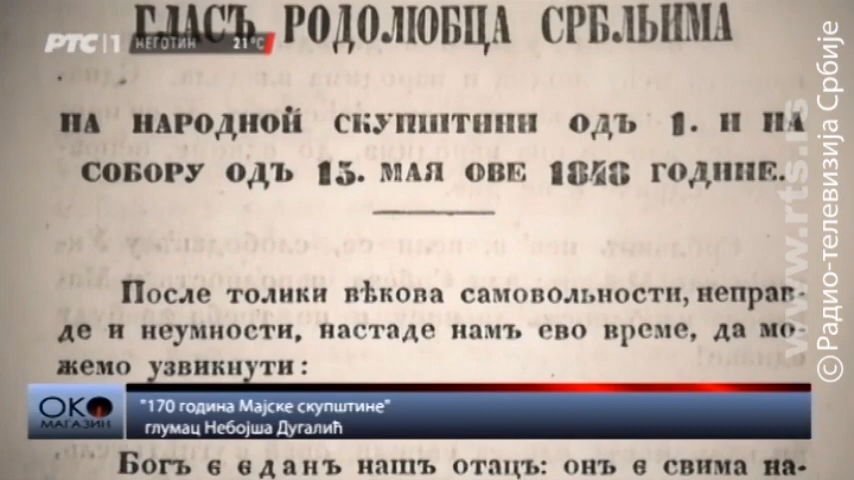 ГЛАСЪ РОДОЛЮБЦА СРБЛЬИМА
РТС 1
НЕГОТИН 21°C
НА НАРОДНОЙ СКУПШТИНИ ОДЪ 1. И НА
СОБОРУ ОДЪ 15. МАЯ ОВЕ 1848 ГОДИНЕ.
После толики вѣкова самовольности, неправ-
де и неумности, настаде намъ ево време, да мо-
жемо узвикнути:
ОКО
МАГАЗИН
"170 година Мајске скупштине"
глумац Небојша Дугалић
Богъ є єданъ нашъ отацъ: онъ є свима на-
www.rts.rs
© Радио-телевизија Србије